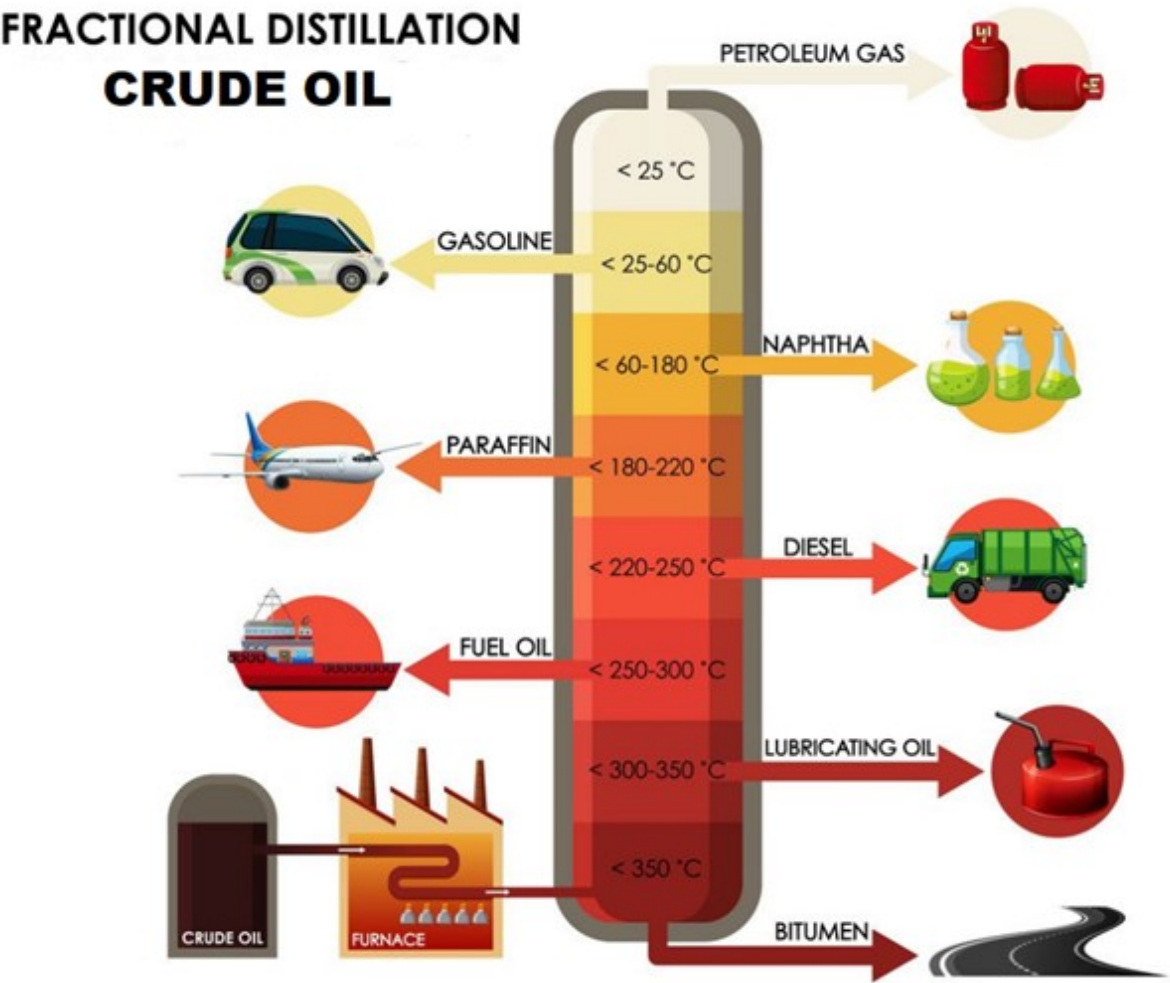 FRACTIONAL DISTILLATION
CRUDE OIL
PETROLEUM GAS
< 25 °C
GASOLINE
< 25-60 °C
NAPHTHA
< 60-180 °C
PARAFFIN
< 180-220 °C
DIESEL
< 220-250 °C
FUEL OIL
< 250-300 °C
LUBRICATING OIL
< 300-350 °C
< 350 °C
CRUDE OIL
FURNACE
BITUMEN